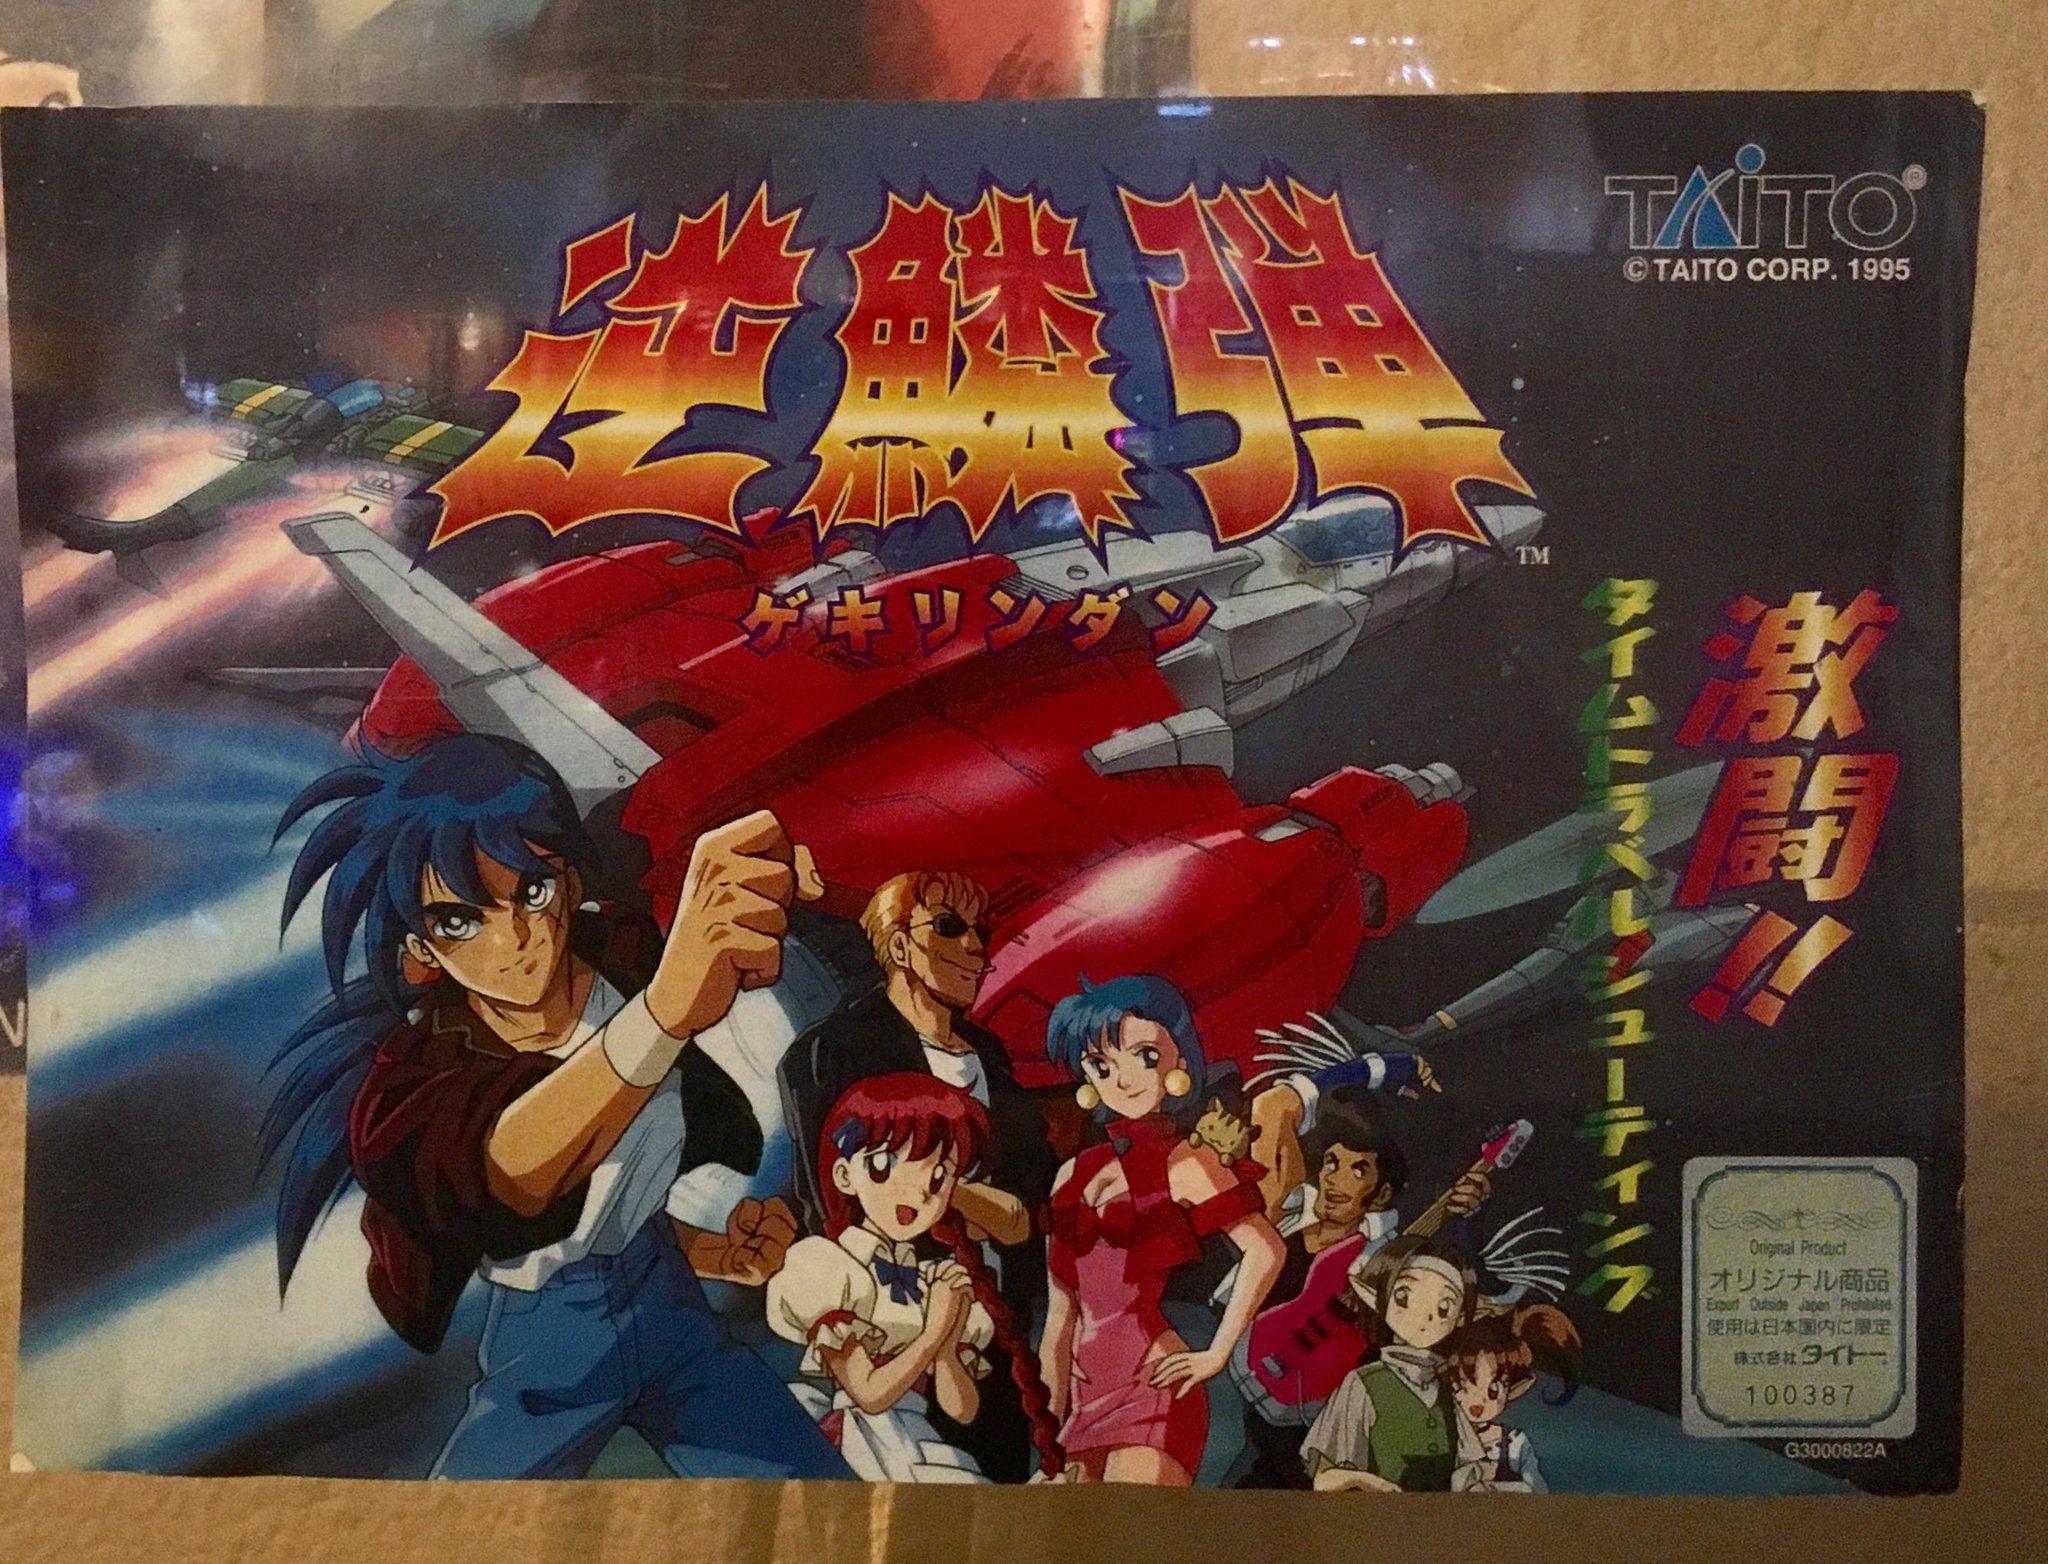 逆鱗弾
TM
ゲキリンダン
TAITO®
© TAITO CORP. 1995
激闘!!
タイムトラベルシューティング
Original Product
オリジナル商品
Export Outside Japan Prohibited
使用は日本国内に限定
株式会社タイトー
100387
G3000822A
N